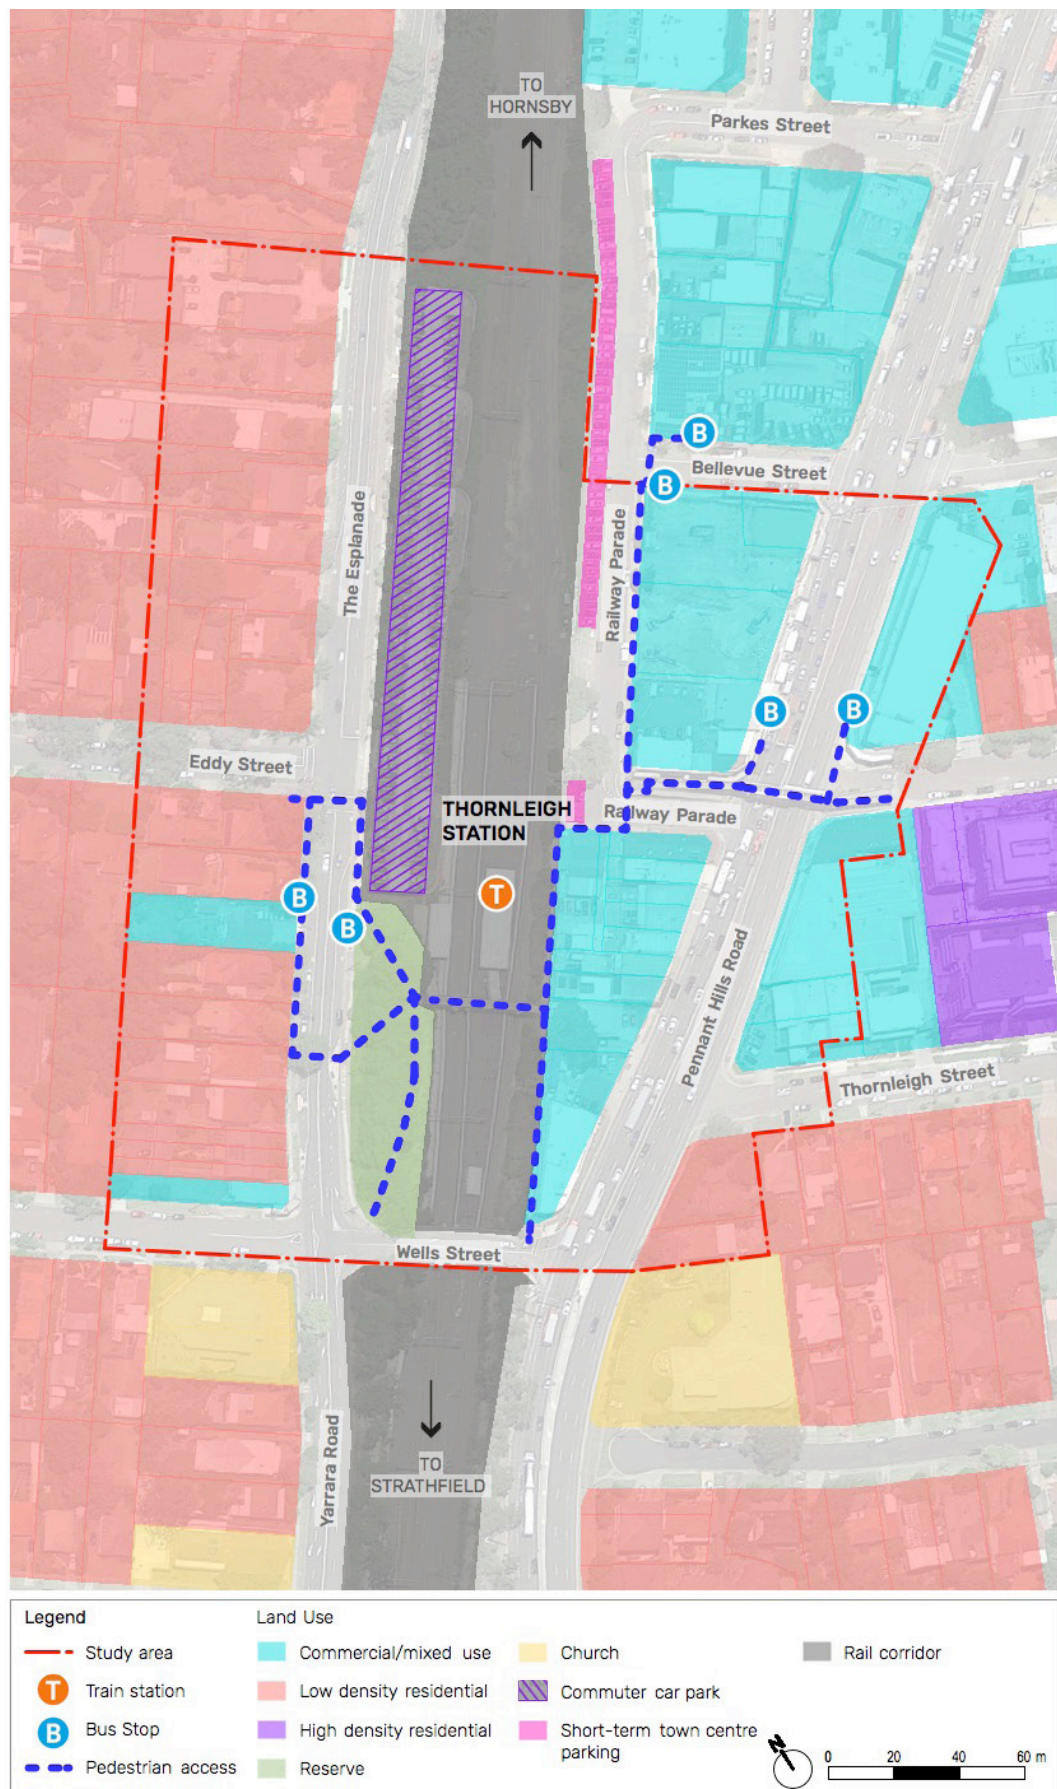 TO
HORNSBY
Parkes Street
B
Bellevue Street
B
The Esplanade
Railway Parade
B
B
Eddy Street
THORNLEIGH
STATION
Railway Parade
T
B
B
Pennant Hills Road
Thornleigh Street
Wells Street
Yarrara Road
TO
STRATHFIELD
Legend
Study area
T Train station
B Bus Stop
Pedestrian access
Land Use
Commercial/mixed use
Low density residential
High density residential
Reserve
Church
Commuter car park
Short-term town centre
parking
Rail corridor
N
0 20 40 60 m